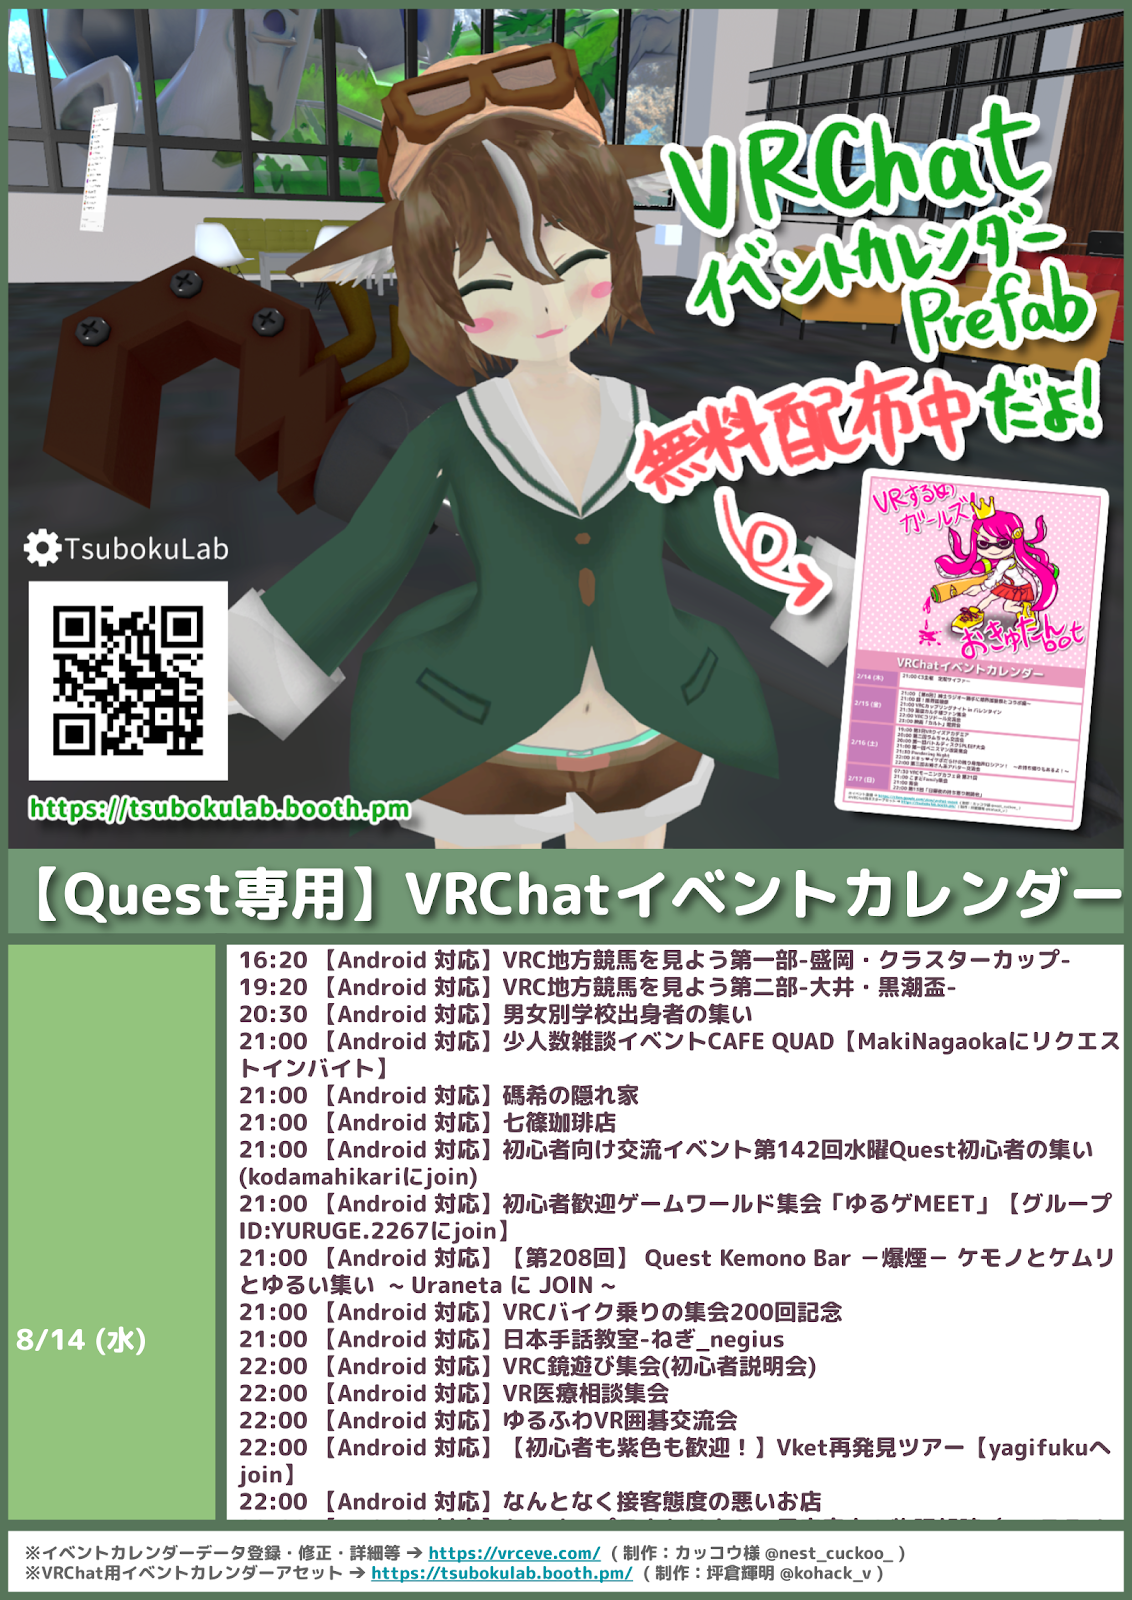 VRChat
イベントカレンダー
Prefab
無料配布中だよ!
TsubokuLab
https://tsubokulab.booth.pm
VRするめ
ガールズ
おきゅたんbot
VRChatイベントカレンダー
2/14 (木)
2/15 (金)
2/16 (土)
2/17 (日)
【Quest専用】VRChatイベントカレンダー
8/14 (水)
16:20 【Android 対応】VRC地方競馬を見よう第一部-盛岡・クラスターカップ-
19:20 【Android 対応】VRC地方競馬を見よう第二部-大井・黒潮盃-
20:30 【Android 対応】男女別学校出身者の集い
21:00 【Android 対応】少人数雑談イベントCAFE QUAD【MakiNagaokaにリクエス
トインバイト】
21:00 【Android 対応】碼希の隠れ家
21:00 【Android 対応】七篠珈琲店
21:00 【Android 対応】初心者向け交流イベント第142回水曜Quest初心者の集い
(kodamahikariにjoin)
21:00 【Android 対応】初心者歓迎ゲームワールド集会「ゆるゲMEET」【グループ
ID:YURUGE.2267にjoin】
21:00 【Android 対応】【第208回】 Quest Kemono Bar －爆煙－ ケモノとケムリ
とゆるい集い ～ Uraneta に JOIN ～
21:00 【Android 対応】VRCバイク乗りの集会200回記念
21:00 【Android 対応】日本手話教室-ねぎ_negius
22:00 【Android 対応】VRC鏡遊び集会(初心者説明会)
22:00 【Android 対応】VR医療相談集会
22:00 【Android 対応】ゆるふわVR囲碁交流会
22:00 【Android 対応】【初心者も紫色も歓迎！】Vket再発見ツアー【yagifukuへ
join】
22:00 【Android 対応】なんとなく接客態度の悪いお店
※イベントカレンダーデータ登録・修正・詳細等 ➔ https://vrceve.com/ ( 制作：カッコウ様 @nest_cuckoo_ )
※VRChat用イベントカレンダーアセット ➔ https://tsubokulab.booth.pm/ ( 制作：坪倉輝明 @kohack_v )